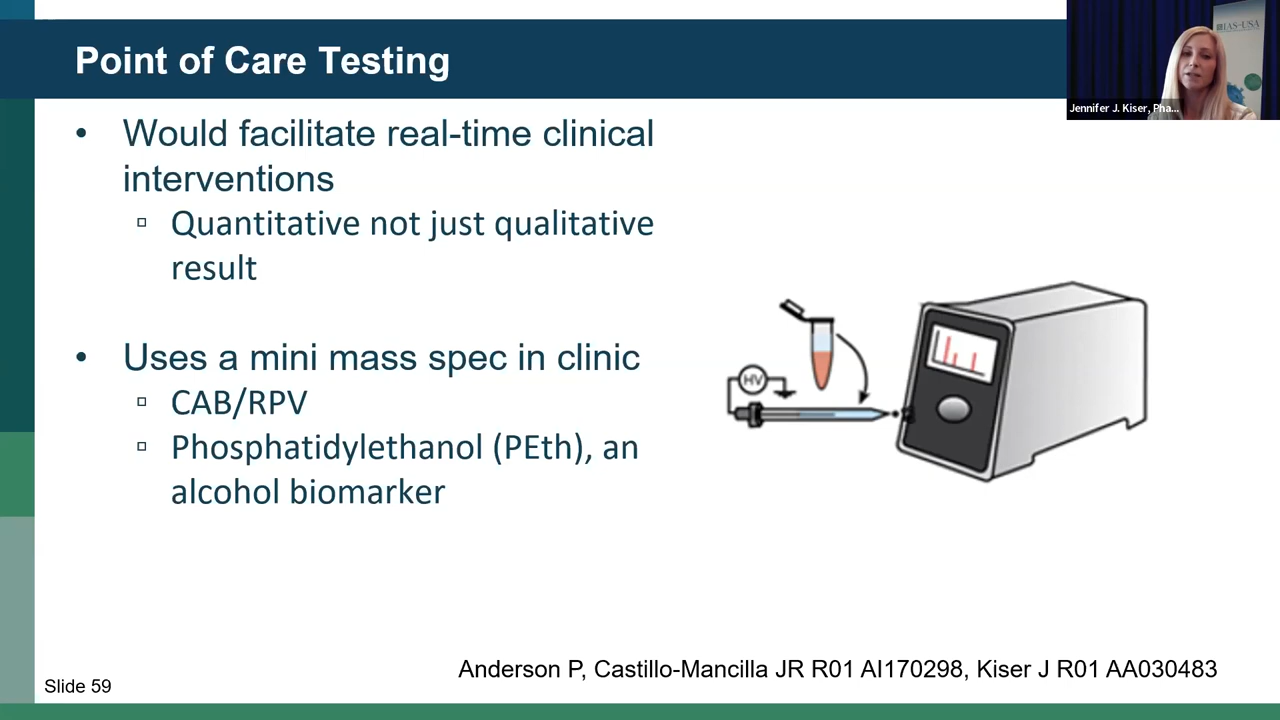 Point of Care Testing
IAS-USA
Jennifer J. Kiser, Pha...
• Would facilitate real-time clinical
interventions
▫ Quantitative not just qualitative
result
• Uses a mini mass spec in clinic
▫ CAB/RPV
▫ Phosphatidylethanol (PEth), an
alcohol biomarker
HV
Anderson P, Castillo-Mancilla JR R01 AI170298, Kiser J R01 AA030483
Slide 59